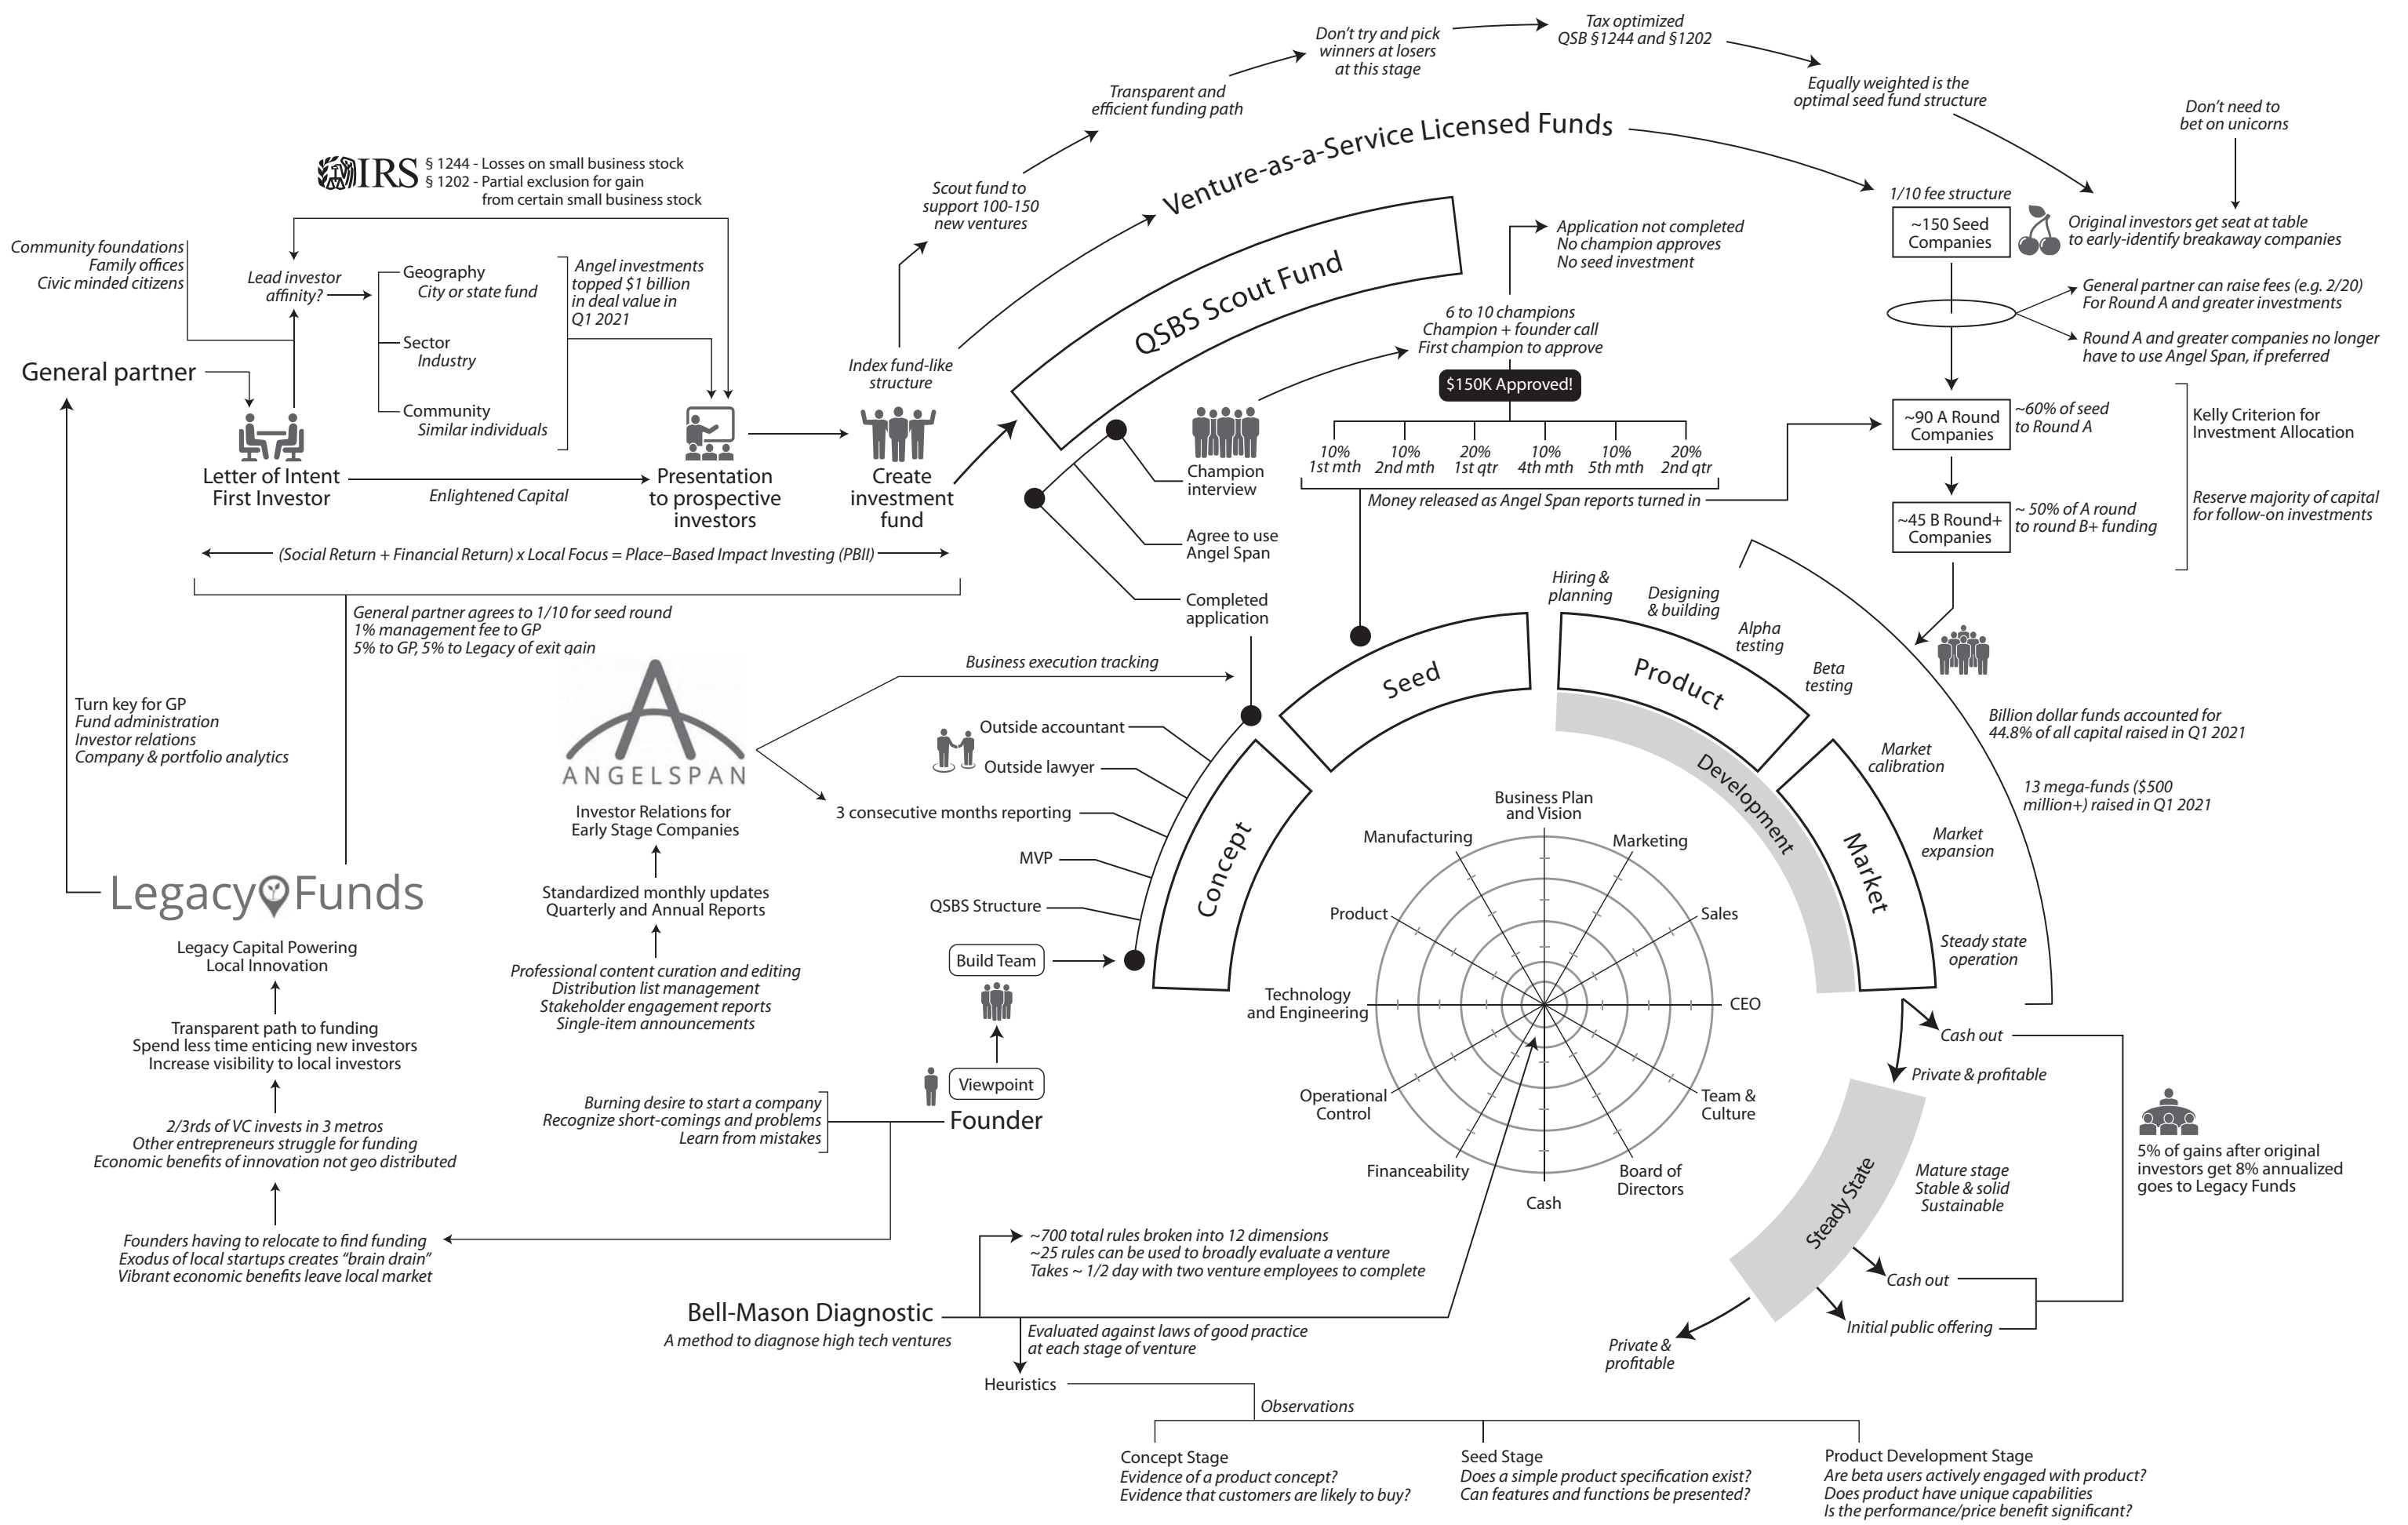 Don't try and pick
winners at losers
at this stage
Tax optimized
QSB §1244 and §1202
Transparent and
efficient funding path
Equally weighted is the
optimal seed fund structure
Don't need to
bet on unicorns
Venture-as-a-Service Licensed Funds
IRS
§ 1244 - Losses on small business stock
§ 1202 - Partial exclusion for gain
from certain small business stock
Scout fund to
support 100-150
new ventures
1/10 fee structure
~150 Seed
Companies
Original investors get seat at table
to early-identify breakaway companies
Community foundations
Family offices
Civic minded citizens
Lead investor
affinity?
Geography
City or state fund
Sector
Industry
Community
Similar individuals
Angel investments
topped $1 billion
in deal value in
Q1 2021
QSBS Scout Fund
Application not completed
No champion approves
No seed investment
General partner can raise fees (e.g. 2/20)
For Round A and greater investments
Round A and greater companies no longer
have to use Angel Span, if preferred
6 to 10 champions
Champion + founder call
First champion to approve
$150K Approved!
General partner
Index fund-like
structure
Letter of Intent
First Investor
Enlightened Capital
Presentation
to prospective
investors
Create
investment
fund
Champion
interview
Agree to use
Angel Span
Completed
application
10%
1st mth
10%
2nd mth
20%
1st qtr
10%
4th mth
10%
5th mth
20%
2nd qtr
Money released as Angel Span reports turned in
~90 A Round
Companies
~60% of seed
to Round A
Kelly Criterion for
Investment Allocation
~45 B Round+
Companies
~ 50% of A round
to round B+ funding
Reserve majority of capital
for follow-on investments
(Social Return + Financial Return) x Local Focus = Place–Based Impact Investing (PBII)
General partner agrees to 1/10 for seed round
1% management fee to GP
5% to GP, 5% to Legacy of exit gain
Turn key for GP
Fund administration
Investor relations
Company & portfolio analytics
ANGELSPAN
Investor Relations for
Early Stage Companies
Standardized monthly updates
Quarterly and Annual Reports
Professional content curation and editing
Distribution list management
Stakeholder engagement reports
Single-item announcements
Business execution tracking
Outside accountant
Outside lawyer
3 consecutive months reporting
MVP
QSBS Structure
Build Team
Viewpoint
Founder
Burning desire to start a company
Recognize short-comings and problems
Learn from mistakes
Legacy Funds
Legacy Capital Powering
Local Innovation
Transparent path to funding
Spend less time enticing new investors
Increase visibility to local investors
2/3rds of VC invests in 3 metros
Other entrepreneurs struggle for funding
Economic benefits of innovation not geo distributed
Founders having to relocate to find funding
Exodus of local startups creates “brain drain”
Vibrant economic benefits leave local market
Concept
Seed
Product
Development
Market
Steady State
Hiring &
planning
Designing
& building
Alpha
testing
Beta
testing
Market
calibration
Market
expansion
Steady state
operation
Billion dollar funds accounted for
44.8% of all capital raised in Q1 2021
13 mega-funds ($500
million+) raised in Q1 2021
Business Plan
and Vision
Marketing
Sales
CEO
Team &
Culture
Board of
Directors
Cash
Financeability
Operational
Control
Technology
and Engineering
Product
Manufacturing
Cash out
Private & profitable
Mature stage
Stable & solid
Sustainable
5% of gains after original
investors get 8% annualized
goes to Legacy Funds
Cash out
Initial public offering
Private &
profitable
~700 total rules broken into 12 dimensions
~25 rules can be used to broadly evaluate a venture
Takes ~ 1/2 day with two venture employees to complete
Bell-Mason Diagnostic
A method to diagnose high tech ventures
Evaluated against laws of good practice
at each stage of venture
Heuristics
Observations
Concept Stage
Evidence of a product concept?
Evidence that customers are likely to buy?
Seed Stage
Does a simple product specification exist?
Can features and functions be presented?
Product Development Stage
Are beta users actively engaged with product?
Does product have unique capabilities
Is the performance/price benefit significant?